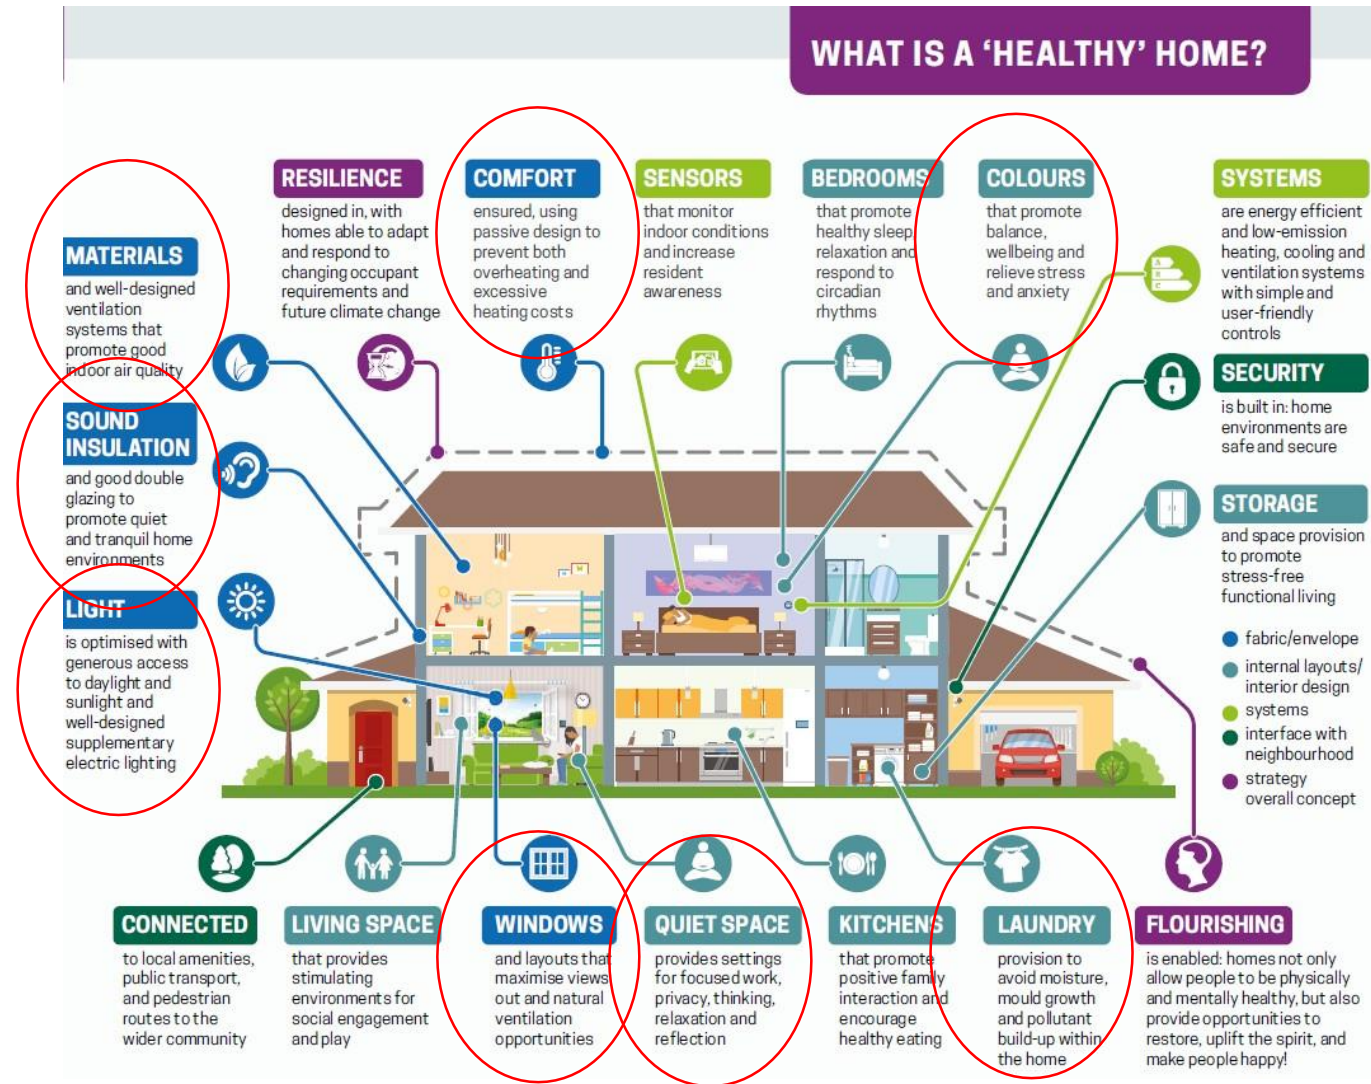 WHAT IS A ‘HEALTHY’ HOME?
MATERIALS
and well-designed
ventilation
systems that
promote good
indoor air quality
SOUND
INSULATION
and good double
glazing to
promote quiet
and tranquil home
environments
LIGHT
is optimised with
generous access
to daylight and
sunlight and
well-designed
supplementary
electric lighting
RESILIENCE
designed in, with
homes able to adapt
and respond to
changing occupant
requirements and
future climate change
COMFORT
ensured, using
passive design to
prevent both
overheating and
excessive
heating costs
SENSORS
that monitor
indoor conditions
and increase
resident
awareness
BEDROOMS
that promote
healthy sleep,
relaxation and
respond to
circadian
rhythms
COLOURS
that promote
balance,
wellbeing and
relieve stress
and anxiety
SYSTEMS
are energy efficient
and low-emission
heating, cooling and
ventilation systems
with simple and
user-friendly
controls
A
B
C
SECURITY
is built in: home
environments are
safe and secure
STORAGE
and space provision
to promote
stress-free
functional living
fabric/envelope
internal layouts/
interior design
systems
interface with
neighbourhood
strategy
overall concept
CONNECTED
to local amenities,
public transport,
and pedestrian
routes to the
wider community
LIVING SPACE
that provides
stimulating
environments for
social engagement
and play
WINDOWS
and layouts that
maximise views
out and natural
ventilation
opportunities
QUIET SPACE
provides settings
for focused work,
privacy, thinking,
relaxation and
reflection
KITCHENS
that promote
positive family
interaction and
encourage
healthy eating
LAUNDRY
provision to
avoid moisture,
mould growth
and pollutant
build-up within
the home
FLOURISHING
is enabled: homes not only
allow people to be physically
and mentally healthy, but also
provide opportunities to
restore, uplift the spirit, and
make people happy!